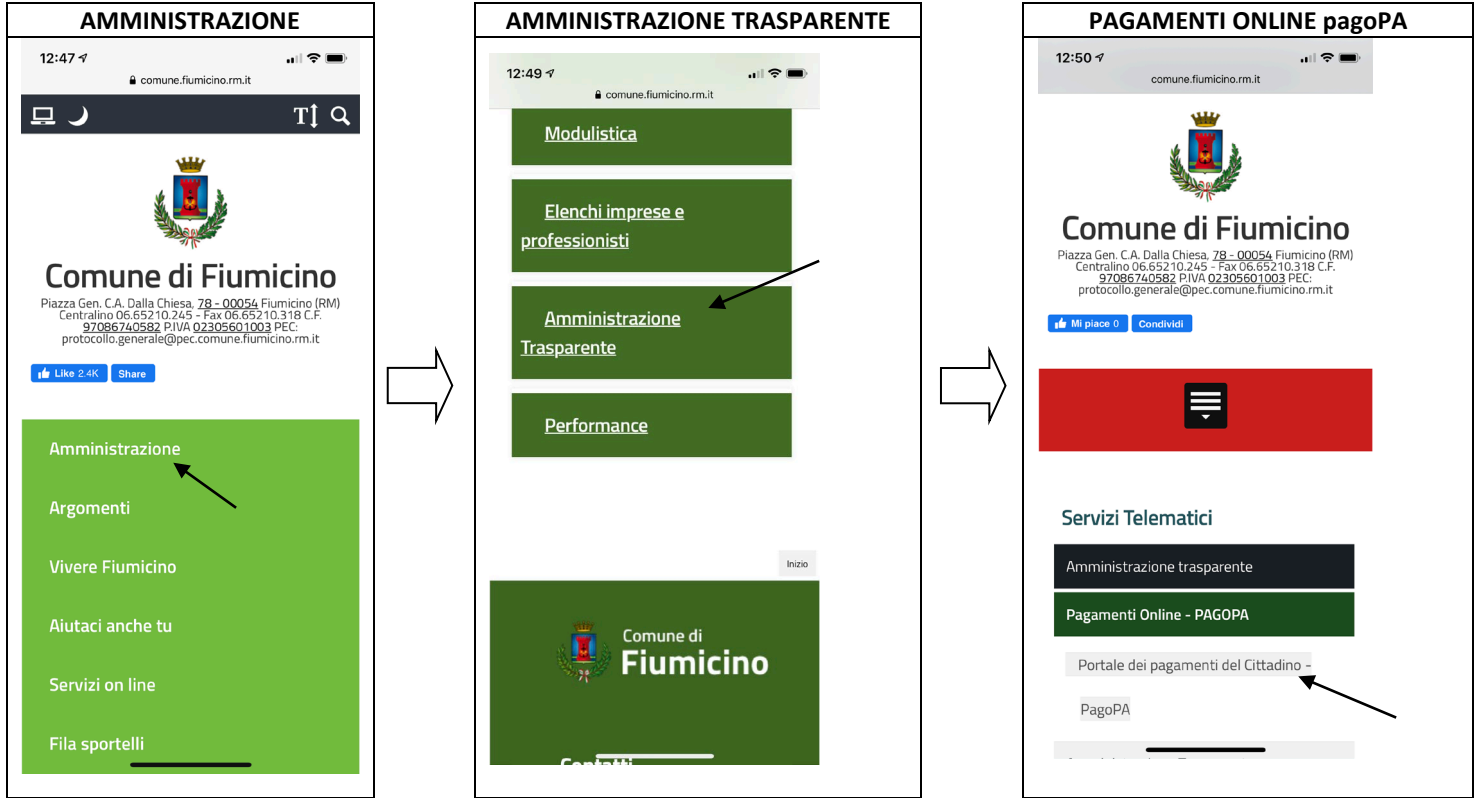 AMMINISTRAZIONE
12:47
comune.fiumicino.rm.it
Comune di Fiumicino
Piazza Gen. C.A. Dalla Chiesa, 78 - 00054 Fiumicino (RM)
Centralino 06.65210.245 - Fax 06.65210.318 C.F.
97086740582 P.IVA 02305601003 PEC:
protocollo.generale@pec.comune.fiumicino.rm.it
Like 2.4K Share
Amministrazione
Argomenti
Vivere Fiumicino
Aiutaci anche tu
Servizi on line
Fila sportelli
AMMINISTRAZIONE TRASPARENTE
12:49
comune.fiumicino.rm.it
Modulistica
Elenchi imprese e
professionisti
Amministrazione
Trasparente
Performance
Inizio
Comune di
Fiumicino
Contatti
PAGAMENTI ONLINE pagoPA
12:50
comune.fiumicino.rm.it
Comune di Fiumicino
Piazza Gen. C.A. Dalla Chiesa, 78 - 00054 Fiumicino (RM)
Centralino 06.65210.245 - Fax 06.65210.318 C.F.
97086740582 P.IVA 02305601003 PEC:
protocollo.generale@pec.comune.fiumicino.rm.it
Mi piace 0 Condividi
Servizi Telematici
Amministrazione trasparente
Pagamenti Online - PAGOPA
Portale dei pagamenti del Cittadino -
PagoPA